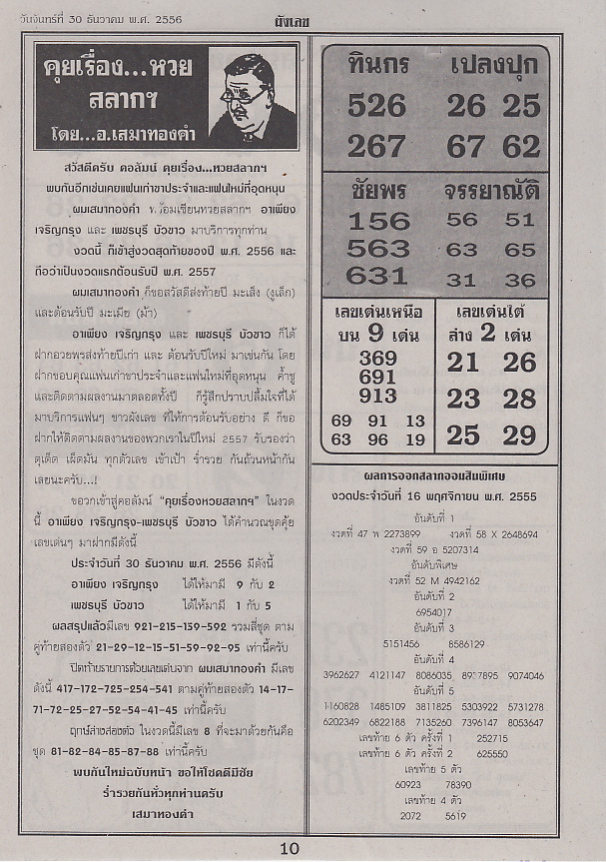 วันจันทร์ที่ 30 ธันวาคม พ.ศ. 2556
ผังเลข
คุยเรื่อง...หวย
สลากฯ
โดย...อ.เสมาทองคำ
สวัสดีครับ คอลัมน์ คุยเรื่อง...หวยสลากฯ
พบกันอีกเช่นเคยแฟนเก่าขาประจำและแฟนใหม่ที่อุดหนุน
ผมเสมาทองคำ พร้อมเซียนหวยสลากฯ อาเพียง
เจริญกรุง และ เพชรบุรี บัวขาว มาบริการทุกท่าน
งวดนี้ ก็เข้าสู่งวดสุดท้ายของปี พ.ศ. 2556 และ
ถือว่าเป็นงวดแรกต้อนรับปี พ.ศ. 2557
ผมเสมาทองคำ ก็ขอสวัสดีส่งท้ายปี มะเส็ง (งูเล็ก)
และต้อนรับปี มะเมีย (ม้า)
อาเพียง เจริญกรุง และ เพชรบุรี บัวขาว ก็ได้
ฝากอวยพรส่งท้ายปีเก่า และ ต้อนรับปีใหม่ มาเช่นกัน โดย
ฝากขอบคุณแฟนเก่าขาประจำและแฟนใหม่ที่อุดหนุน ค้ำชู
และติดตามผลงานมาตลอดทั้งปี ก็รู้สึกปราบปลื้มใจที่ได้
มาบริการแฟนๆ ชาวผังเลข ที่ให้การต้อนรับอย่าง ดี ก็ขอ
ฝากให้ติดตามผลงานของพวกเราในปีใหม่ 2557 รับรองว่า
ดุเด็ด เผ็ดมัน ทุกตัวเลข เข้าเป้า ร่ำรวย กันถ้วนหน้ากัน
เลยนะครับ...!
ขอวกเข้าสู่คอลัมน์ “คุยเรื่องหวยสลากฯ” ในงวด
นี้ อาเพียง เจริญกรุง-เพชรบุรี บัวขาว ได้คำนวณชุดคุ้ย
เลขเด่นๆ มาฝากมีดังนี้
ประจำวันที่ 30 ธันวาคม พ.ศ. 2556 มีดังนี้
อาเพียง เจริญกรุง ได้ให้มามี 9 กับ 2
เพชรบุรี บัวขาว ได้ให้มามี 1 กับ 5
ผลสรุปแล้วมีเลข 921-215-159-592 รวมสี่ชุด ตาม
คู่ท้ายสองตัว 21-29-12-15-51-59-92-95 เท่านี้ครับ
ปิดท้ายรายการด้วยเลขเด่นจาก ผมเสมาทองคำ มีเลข
ดังนี้ 417-172-725-254-541 ตามคู่ท้ายสองตัว 14-17-
71-72-25-27-52-54-41-45 เท่านี้ครับ
ฤกษ์ล่างสองตัว ในงวดนี้มีเลข 8 ที่จะมาด้วยกันคือ
ชุด 81-82-84-85-87-88 เท่านี้ครับ
พบกันใหม่ฉบับหน้า ขอให้โชคดีมีชัย
ร่ำรวยกันทั่วทุกท่านครับ
เสมาทองคำ
ทินกร
526
267
เปลงปุก
26 25
67 62
ชัยพร
156
563
631
จรรยาณัติ
56 51
63 65
31 36
เลขเด่นเหนือ
บน 9 เด่น
369
691
913
69 91 13
63 96 19
เลขเด่นใต้
ล่าง 2 เด่น
21 26
23 28
25 29
ผลการออกสลากออมสินพิเศษ
งวดประจำวันที่ 16 พฤศจิกายน พ.ศ. 2555
อันดับที่ 1
งวดที่ 47 พ 2273899 งวดที่ 58 X 2648694
งวดที่ 59 อ 5207314
อันดับพิเศษ
งวดที่ 52 M 4942162
อันดับที่ 2
6954017
อันดับที่ 3
5151456 8586129
อันดับที่ 4
3962627 4121147 8086035 9074046
อันดับที่ 5
1160828 1485109 3811825 5303922 5731278
6202349 6822188 7135260 7396147 8053647
เลขท้าย 6 ตัว ครั้งที่ 1 252715
เลขท้าย 6 ตัว ครั้งที่ 2 625550
เลขท้าย 5 ตัว
60923 78390
เลขท้าย 4 ตัว
2072 5619
10